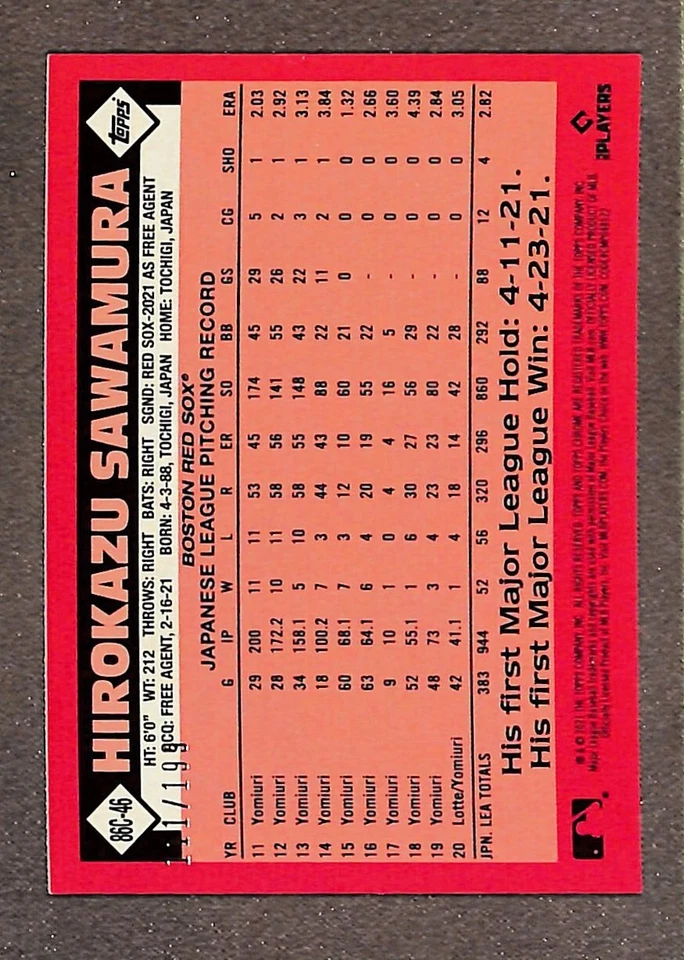 86C-46
HIROKAZU SAWAMURA
topps
HT: 6'0" WT: 212 THROWS: RIGHT BATS: RIGHT SGND: RED SOX-2021 AS FREE AGENT
ACQ: FREE AGENT, 2-16-21 BORN: 4-3-88, TOCHIGI, JAPAN HOME: TOCHIGI, JAPAN
/199
BOSTON RED SOX®
JAPANESE LEAGUE PITCHING RECORD
YR CLUB G IP W L R ER SO BB GS CG SHO ERA
11 Yomiuri 29 200 11 11 53 45 174 45 29 5 1 2.03
12 Yomiuri 28 172.2 10 11 58 56 141 55 26 2 1 2.92
13 Yomiuri 34 158.1 5 10 58 55 148 43 22 3 1 3.13
14 Yomiuri 18 100.2 7 3 44 43 88 22 11 2 1 3.84
15 Yomiuri 60 68.1 7 3 12 10 60 21 0 0 0 1.32
16 Yomiuri 63 64.1 6 4 20 19 55 22 - 0 0 2.66
17 Yomiuri 9 10 1 0 4 4 16 5 - 0 0 3.60
18 Yomiuri 52 55.1 1 6 30 27 56 29 - 0 0 4.39
19 Yomiuri 48 73 3 4 23 23 80 22 - 0 0 2.84
20 Lotte/Yomiuri 42 41.1 1 4 18 14 42 28 - 0 0 3.05
JPN. LEA TOTALS 383 944 52 56 320 296 860 292 88 12 4 2.82
His first Major League Hold: 4-11-21.
His first Major League Win: 4-23-21.
PLAYERS